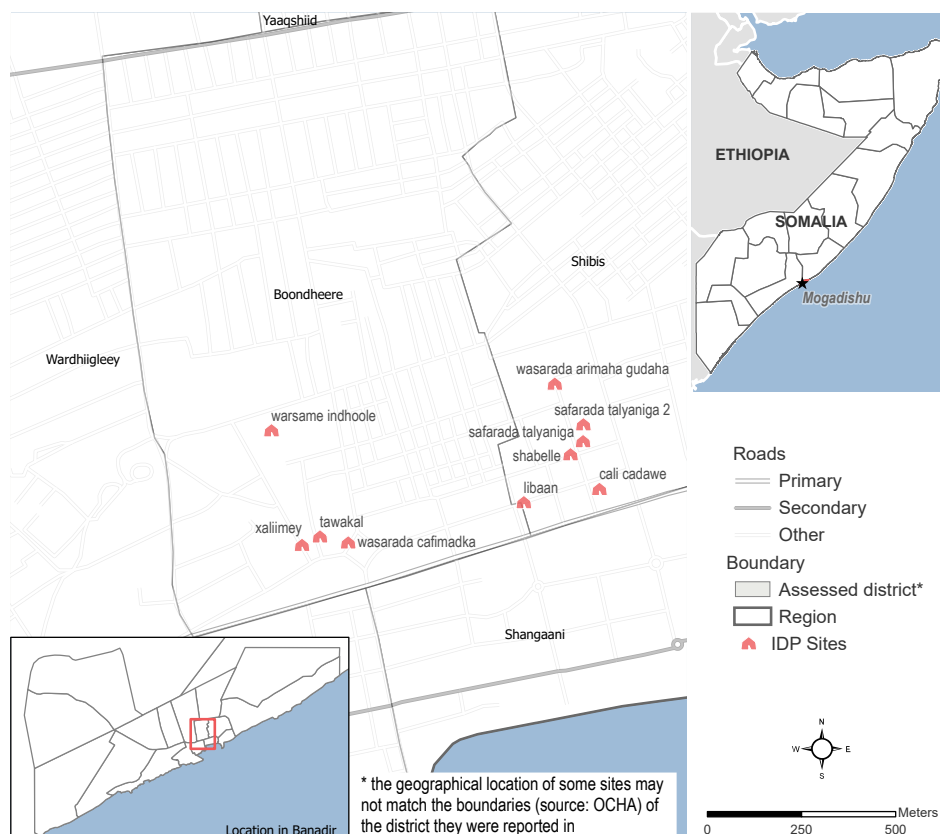 Yaaqshiid
ETHIOPIA
SOMALIA
Mogadishu
Shibis
Boondheere
Wardhiigleey
wasarada arimaha gudaha
warsame indhoole
safarada talyaniga 2
safarada talyaniga
shabelle
cali cadawe
libaan
tawakal
xaliimey
wasarada cafimadka
Shangaani
Roads
Primary
Secondary
Other
Boundary
Assessed district*
Region
IDP Sites
N
W E
S
* the geographical location of some sites may
not match the boundaries (source: OCHA) of
the district they were reported in
Location in Banadir
Meters
0 250 500